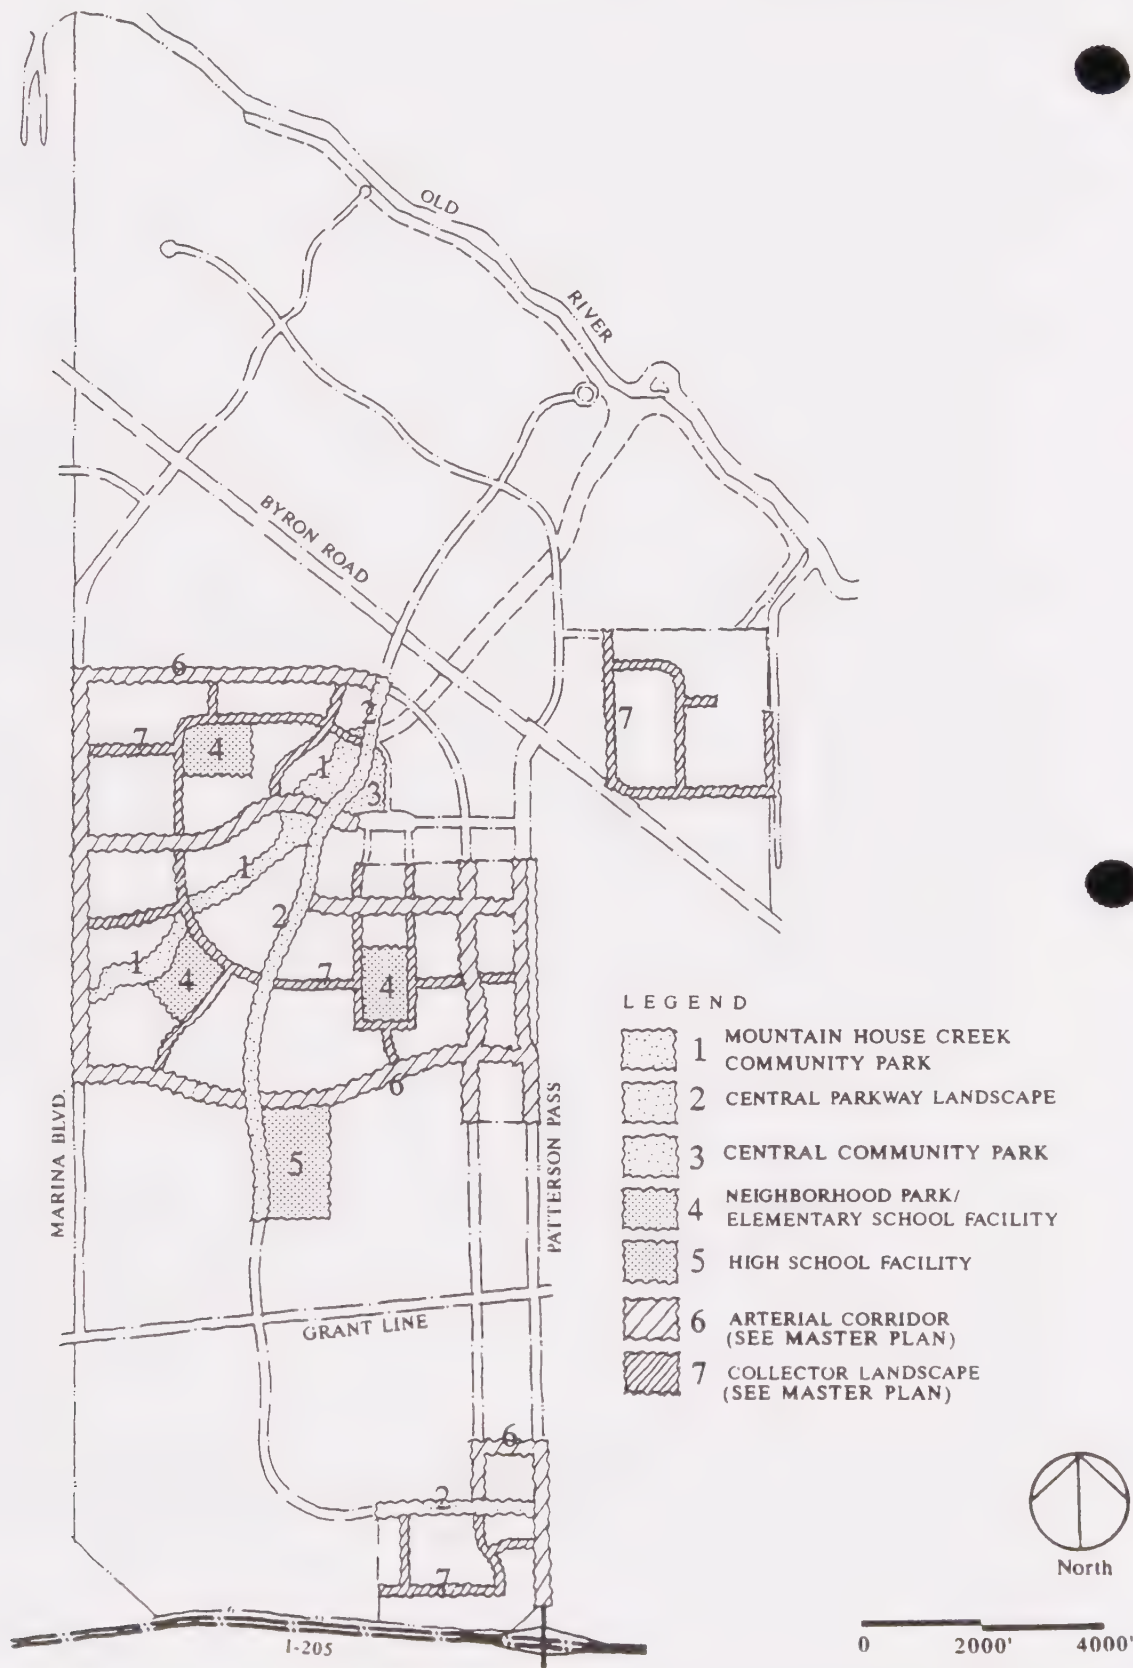 OLD
RIVER
BYRON ROAD
6
2
7
4
1
3
7
1
2
1
4
7
4
6
5
MARINA BLVD.
PATTERSON PASS
GRANT LINE
6
2
7
I-205
LEGEND
1 MOUNTAIN HOUSE CREEK
COMMUNITY PARK
2 CENTRAL PARKWAY LANDSCAPE
3 CENTRAL COMMUNITY PARK
4 NEIGHBORHOOD PARK/
ELEMENTARY SCHOOL FACILITY
5 HIGH SCHOOL FACILITY
6 ARTERIAL CORRIDOR
(SEE MASTER PLAN)
7 COLLECTOR LANDSCAPE
(SEE MASTER PLAN)
North
0 2000' 4000'